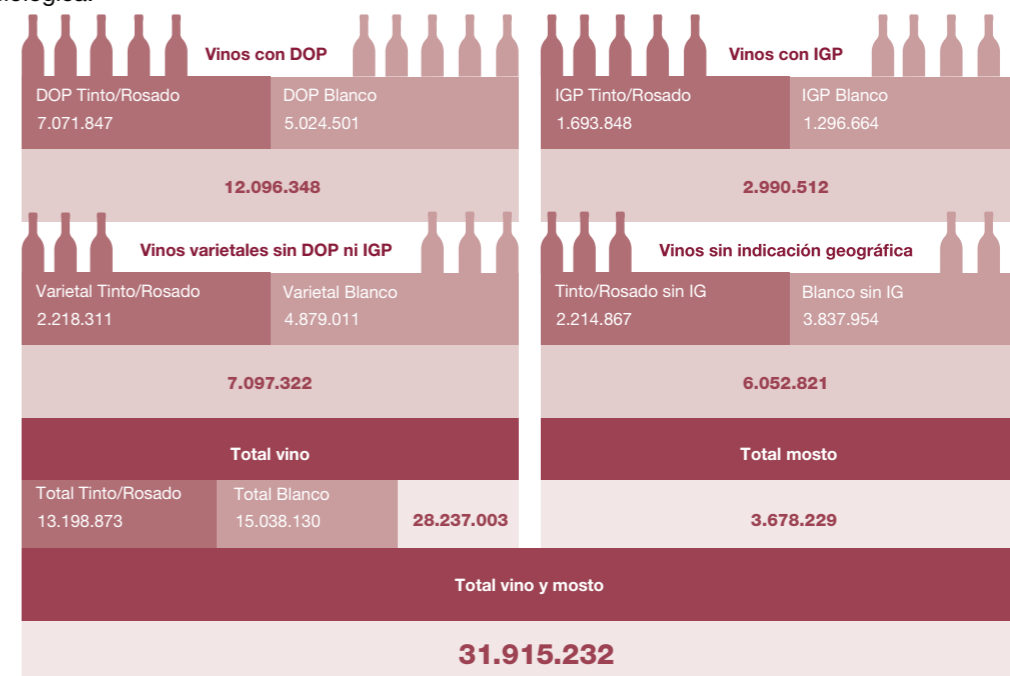 Vinos con DOP
DOP Tinto/Rosado
7.071.847
DOP Blanco
5.024.501
12.096.348
Vinos con IGP
IGP Tinto/Rosado
1.693.848
IGP Blanco
1.296.664
2.990.512
Vinos varietales sin DOP ni IGP
Varietal Tinto/Rosado
2.218.311
Varietal Blanco
4.879.011
7.097.322
Vinos sin indicación geográfica
Tinto/Rosado sin IG
2.214.867
Blanco sin IG
3.837.954
6.052.821
Total vino
Total Tinto/Rosado
13.198.873
Total Blanco
15.038.130
28.237.003
Total mosto
3.678.229
Total vino y mosto
31.915.232